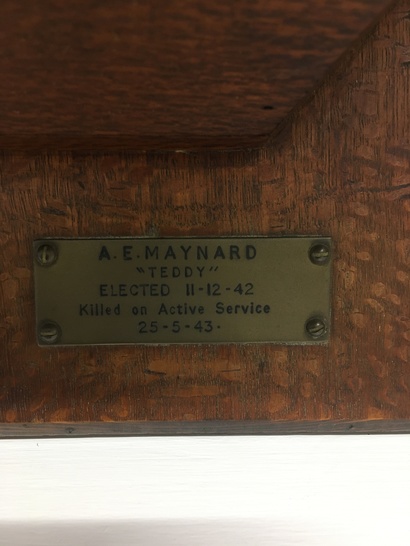 A. E. MAYNARD
"TEDDY"
ELECTED 11-12-42
Killed on Active Service
25-5-43-